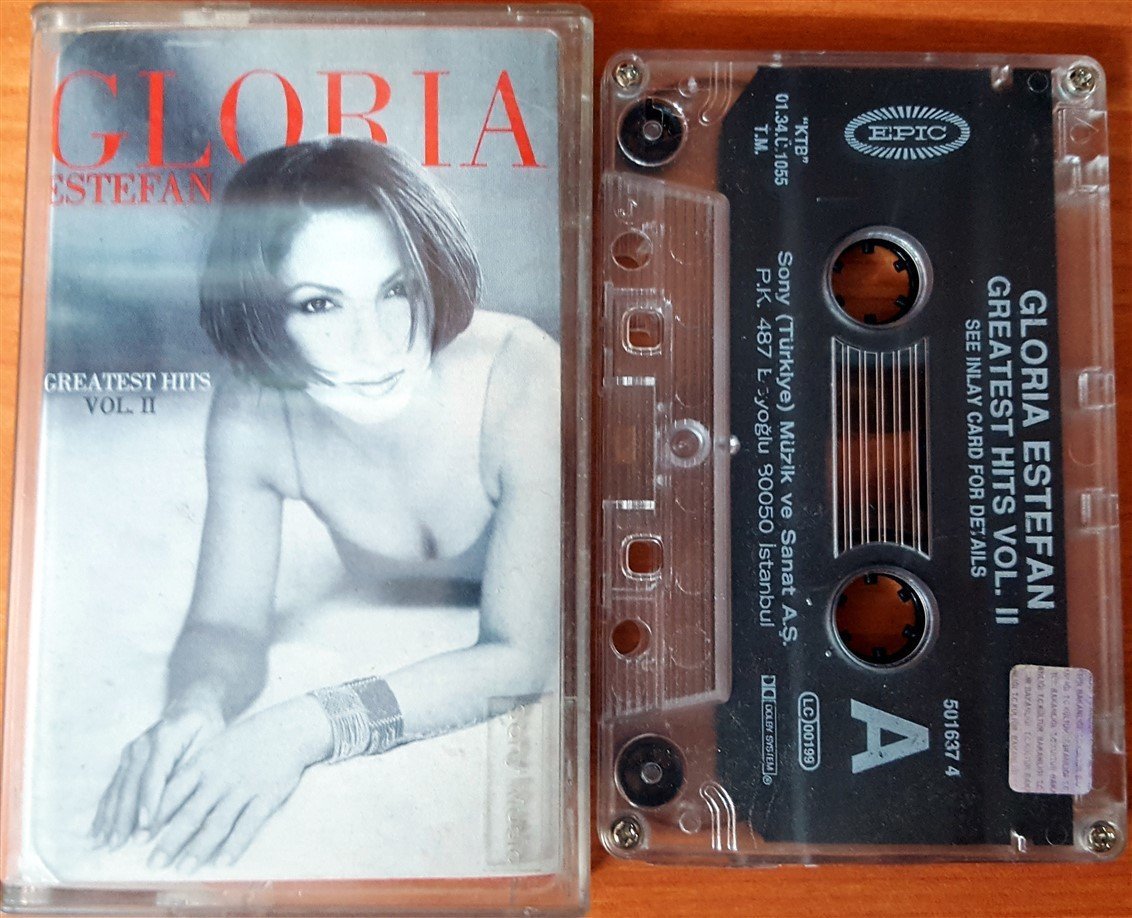 GLORIA
ESTEFAN
GREATEST HITS
VOL. II
EPIC
"KTB"
01.34.Ü.1055
T.M.
GLORIA ESTEFAN
GREATEST HITS VOL. II
SEE INLAY CARD FOR DETAILS
Sony (Türkiye) Müzik ve Sanat A.Ş.
P.K. 487 80050 İstanbul
DOLBY SYSTEM®
LC 00199
A
501637 4